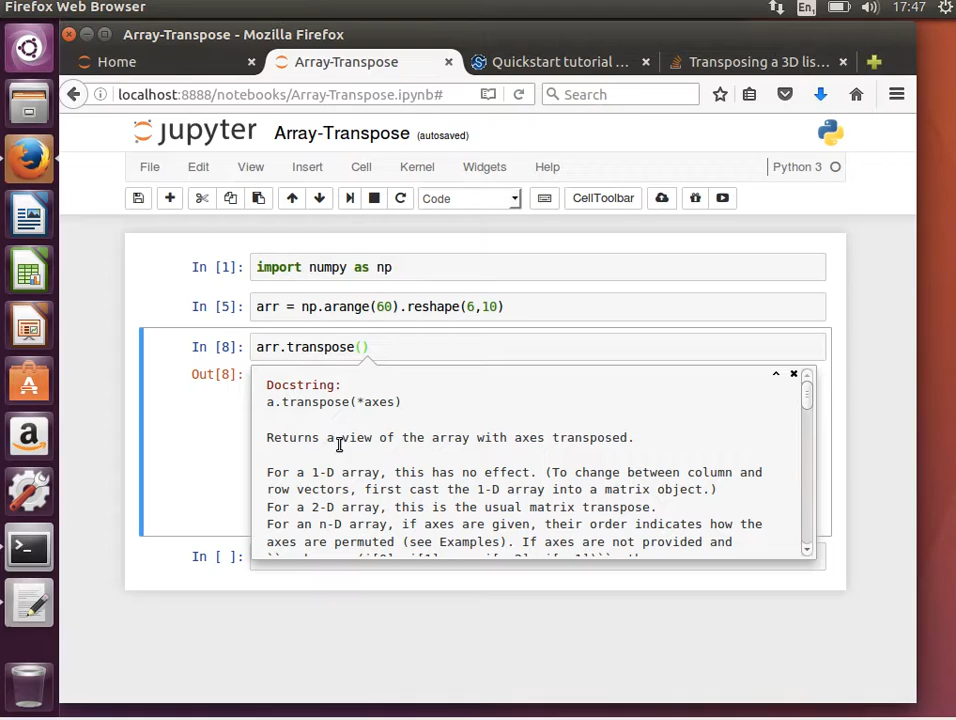 Firefox Web Browser
En1
17:47
Array-Transpose - Mozilla Firefox
Home
Array-Transpose
Quickstart tutorial ...
Transposing a 3D lis...
localhost:8888/notebooks/Array-Transpose.ipynb#
Search
jupyter Array-Transpose (autosaved)
File Edit View Insert Cell Kernel Widgets Help
Python 3
Code
CellToolbar
In [1]: import numpy as np
In [5]: arr = np.arange(60).reshape(6,10)
In [8]: arr.transpose()
Out[8]:
Docstring:
a.transpose(*axes)
Returns a view of the array with axes transposed.
For a 1-D array, this has no effect. (To change between column and
row vectors, first cast the 1-D array into a matrix object.)
For a 2-D array, this is the usual matrix transpose.
For an n-D array, if axes are given, their order indicates how the
axes are permuted (see Examples). If axes are not provided and
In [ ]: